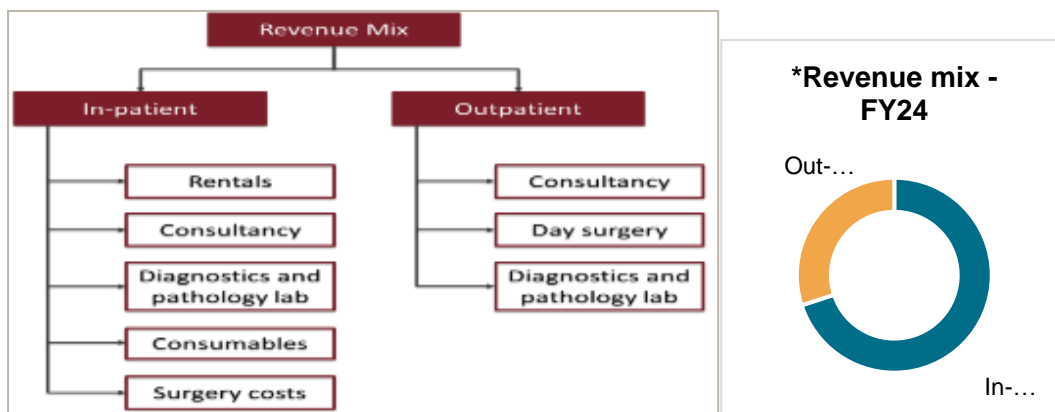 Revenue Mix
In-patient
Rentals
Consultancy
Diagnostics and
pathology lab
Consumables
Surgery costs
Outpatient
Consultancy
Day surgery
Diagnostics and
pathology lab
*Revenue mix -
FY24
Out-…
In-…